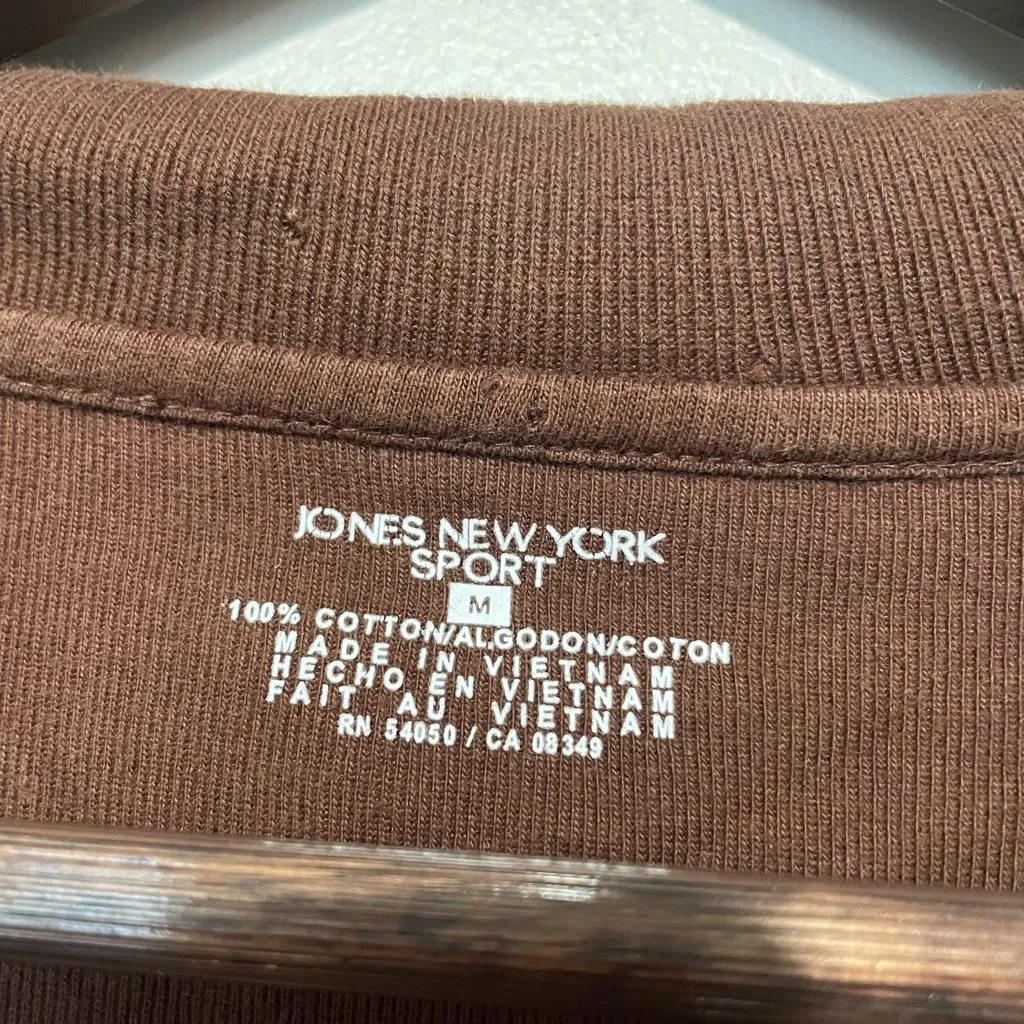 JONES NEW YORK
SPORT
M
100% COTTON/ALGODON/COTON
MADE IN VIETNAM
HECHO EN VIETNAM
FAIT AU VIETNAM
RN 54050 / CA 08349